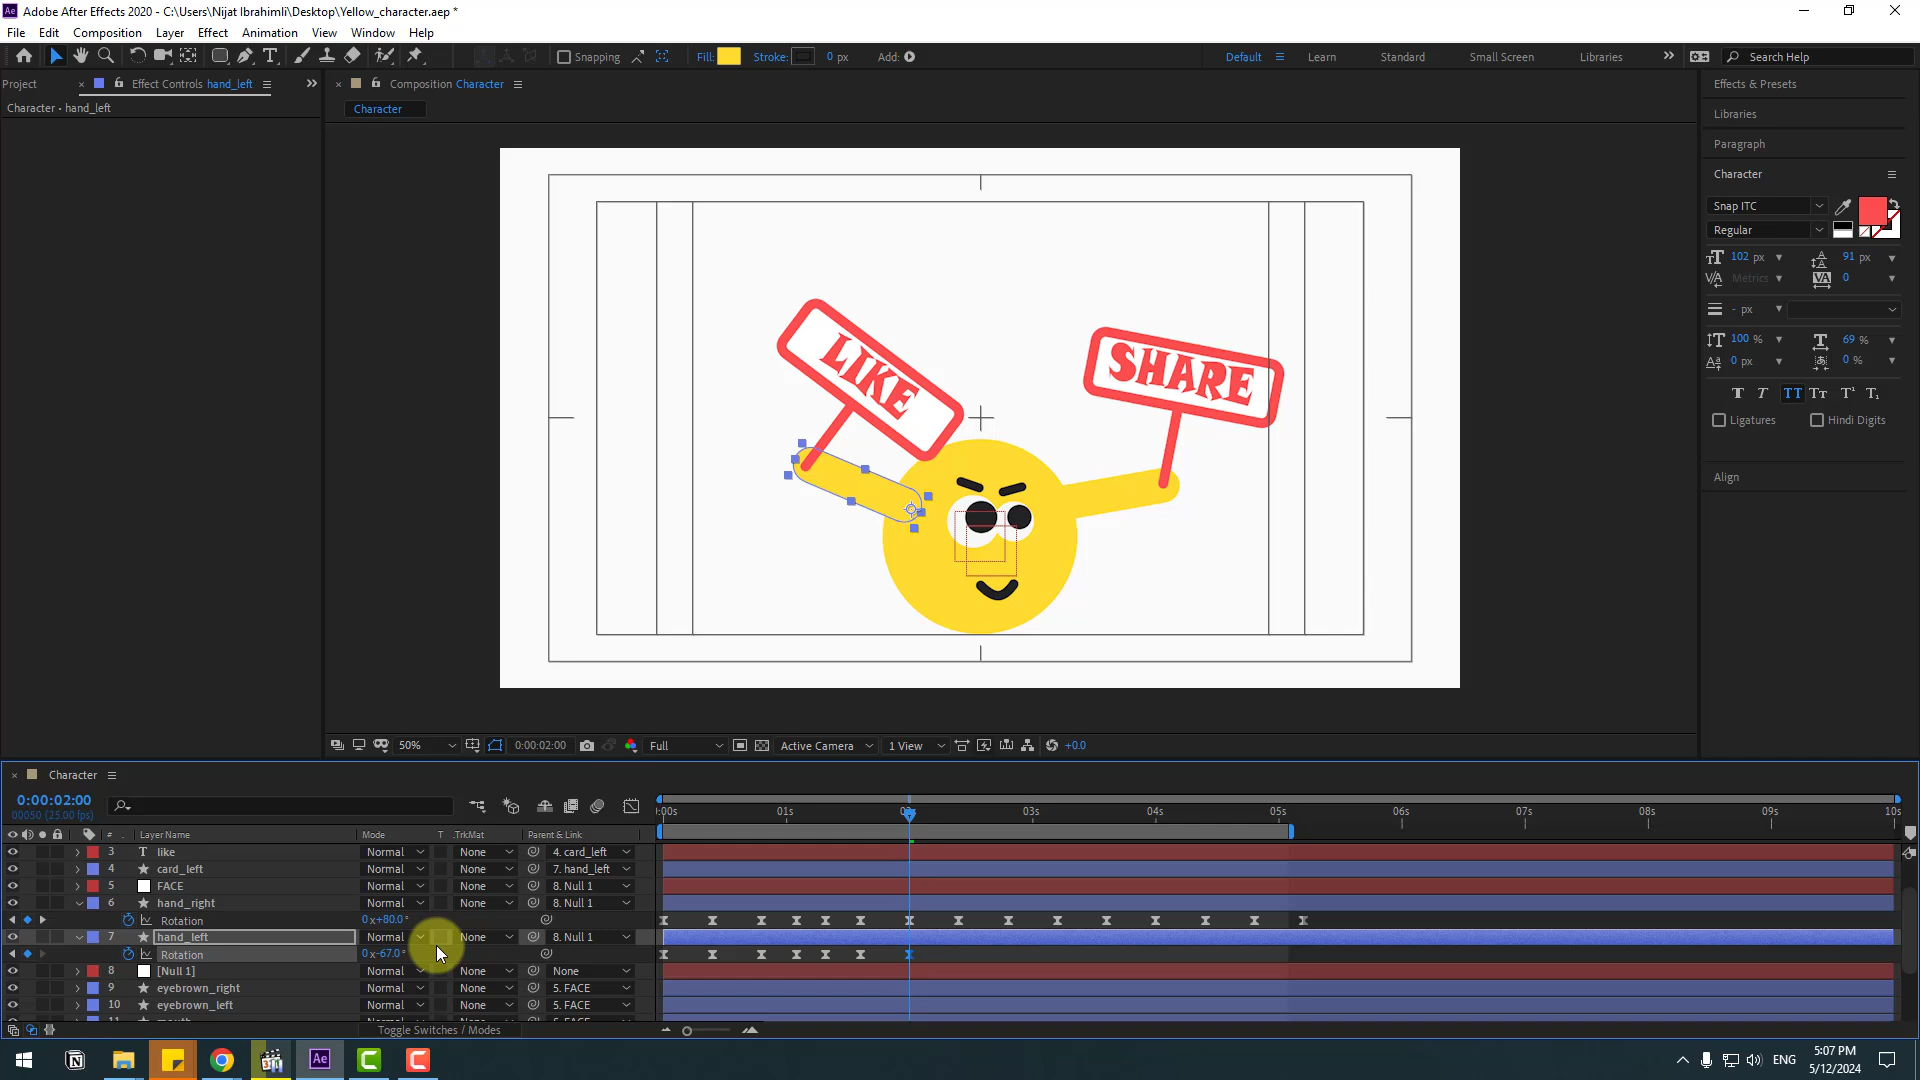 Adobe After Effects 2020 - C:\Users\Nijat Ibrahimli\Desktop\Yellow_character.aep *
File Edit Composition Layer Effect Animation View Window Help
Snapping Fill: Stroke: 0 px Add: Default Learn Standard Small Screen Libraries Search Help
Project Effect Controls hand_left Composition Character
Character • hand_left
Character
Effects & Presets
Libraries
Paragraph
Character
Snap ITC
Regular
102 px 91 px
Metrics 0
- px
100 % 69 %
0 px 0 %
Ligatures Hindi Digits
Align
LIKE
SHARE
50% 0:00:02:00 Full Active Camera 1 View +0.0
Character
0:00:02:00
00050 (25.00 fps)
# Layer Name Mode T .TrkMat Parent & Link
:00s 01s 02s 03s 04s 05s 06s 07s 08s 09s 10s
3 T like Normal None 4. card_left
4 card_left Normal None 7. hand_left
5 FACE Normal None 8. Null 1
6 hand_right Normal None 8. Null 1
Rotation 0 x+80.0°
7 hand_left Normal None 8. Null 1
Rotation 0 x-67.0°
8 [Null 1] Normal None None
9 eyebrown_right Normal None 5. FACE
10 eyebrown_left Normal None 5. FACE
Toggle Switches / Modes
ENG 5:07 PM
5/12/2024